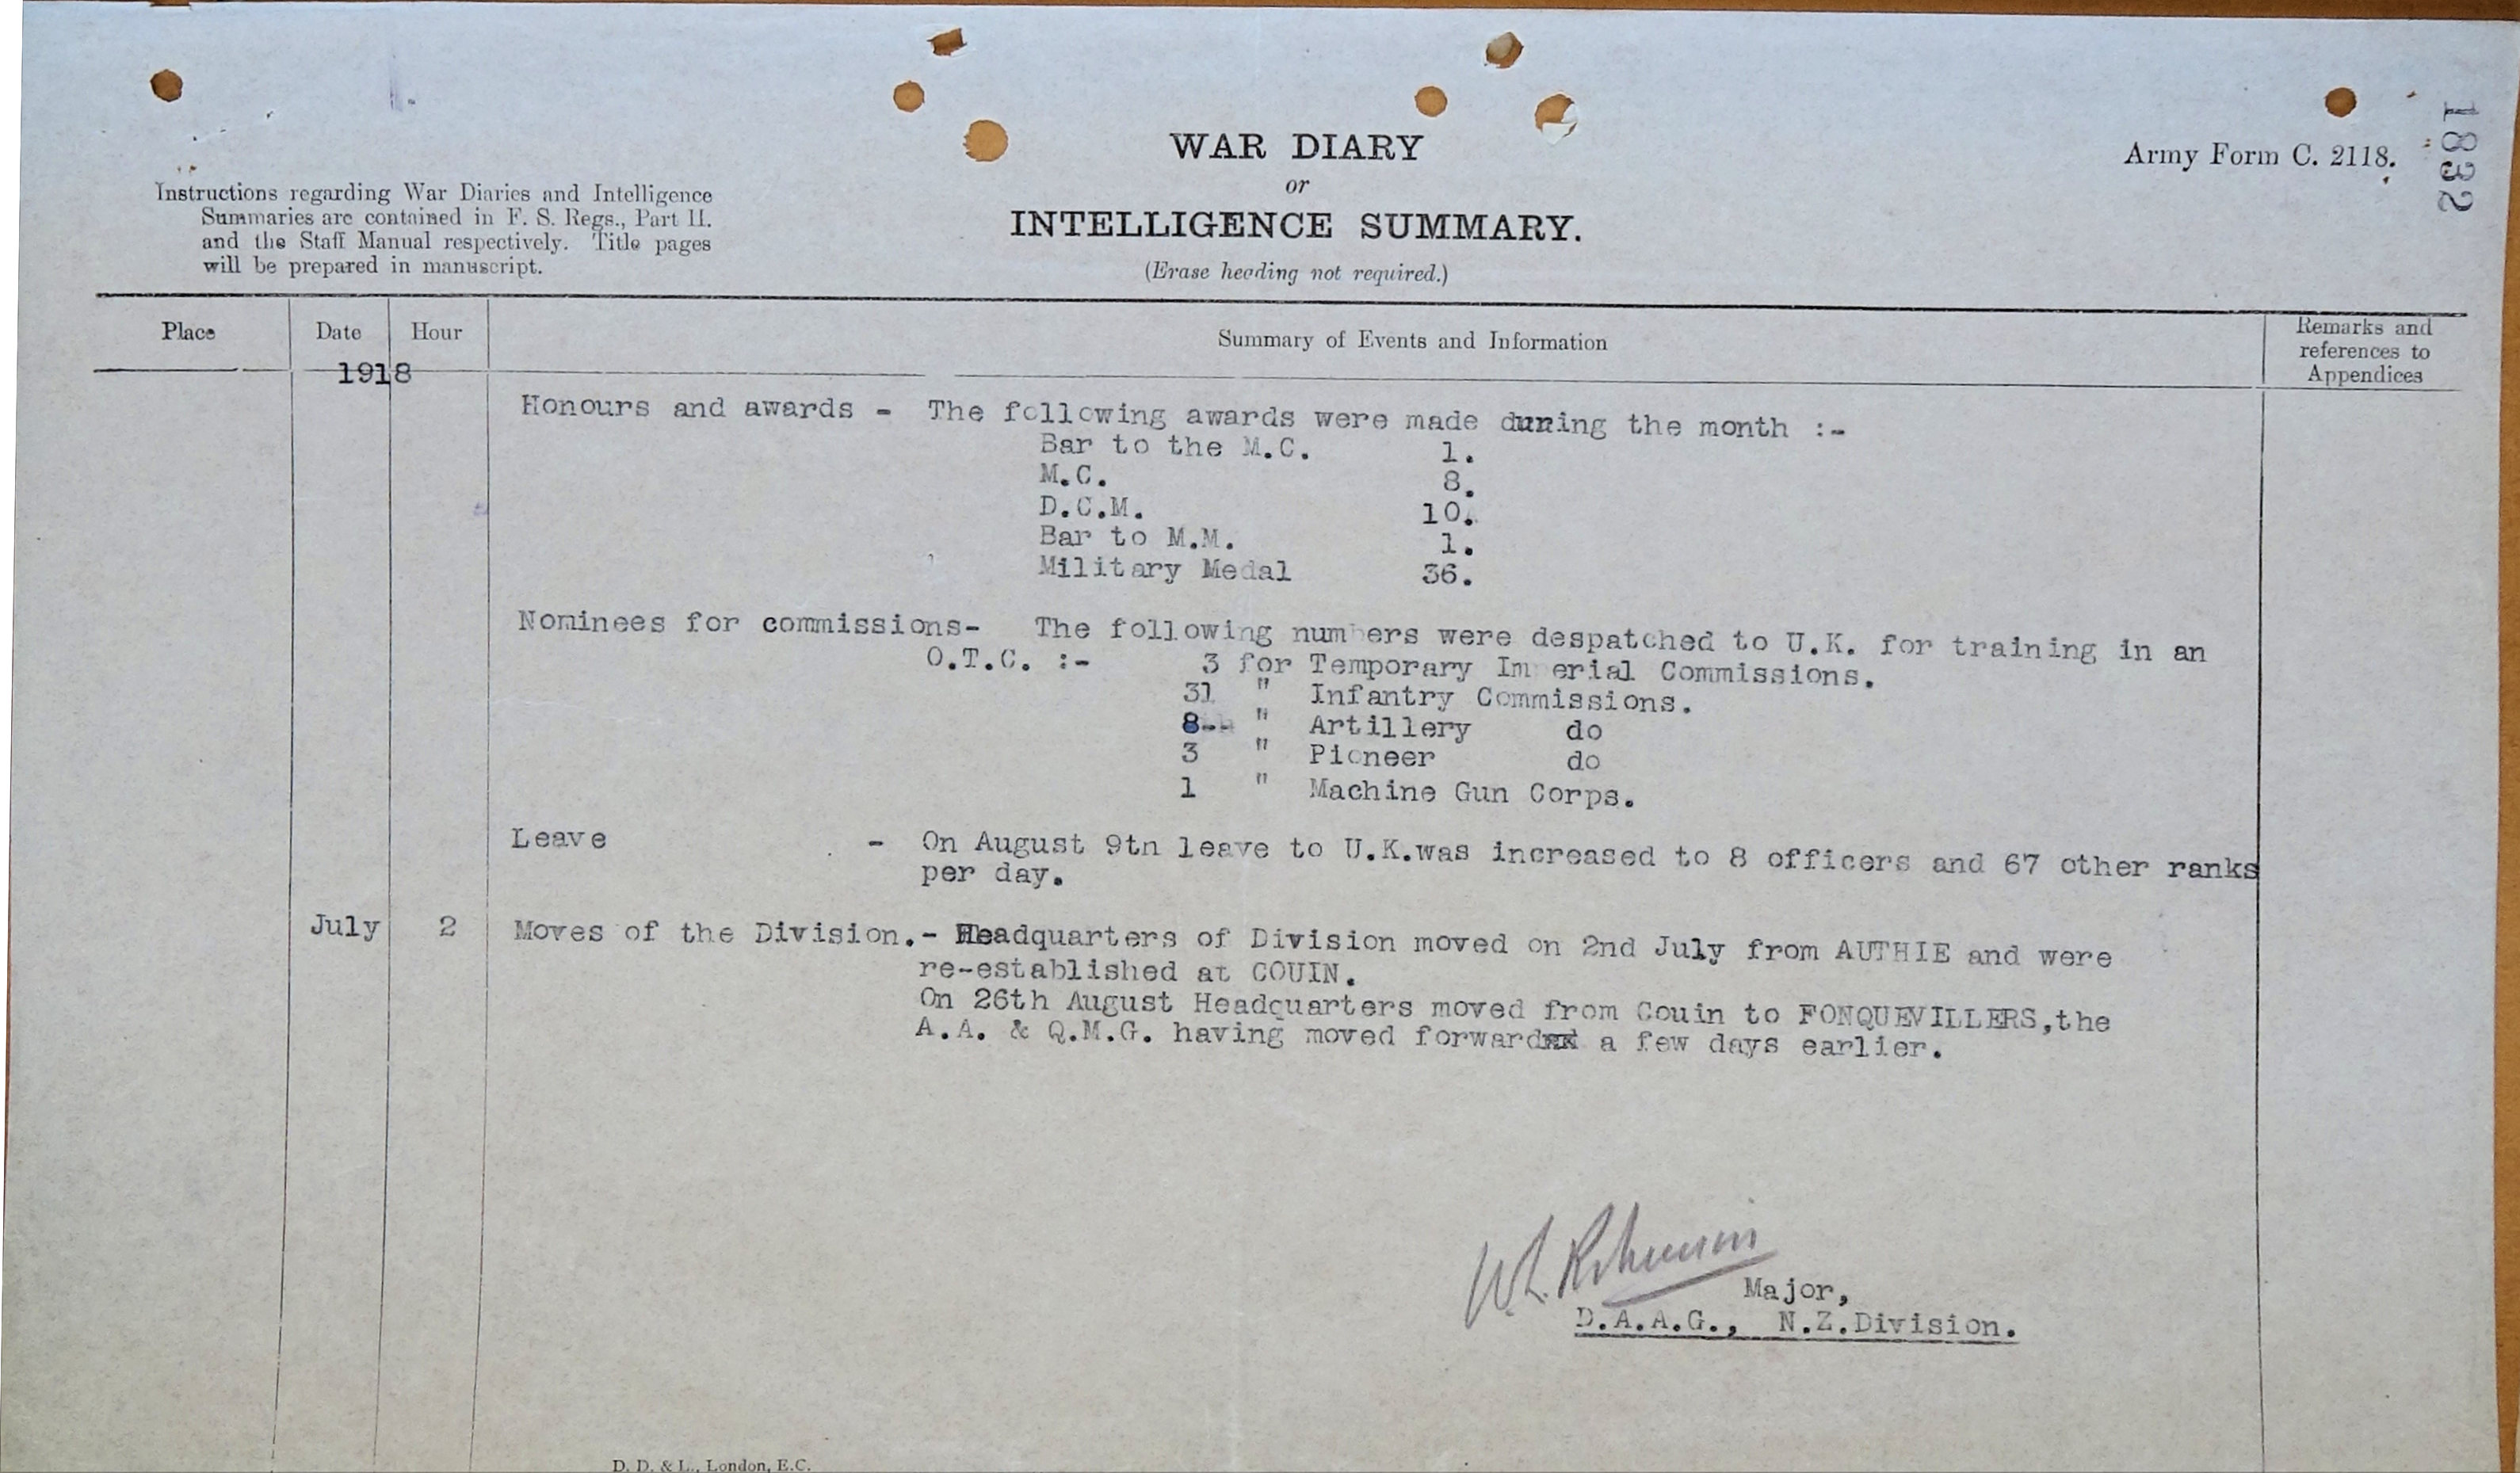 1832
Army Form C. 2118.
WAR DIARY
or
INTELLIGENCE SUMMARY.
(Erase heading not required.)
Instructions regarding War Diaries and Intelligence
Summaries are contained in F. S. Regs., Part II.
and the Staff Manual respectively. Title pages
will be prepared in manuscript.
Place Date Hour Summary of Events and Information Remarks and
references to
Appendices
1918
Honours and awards - The following awards were made during the month :-
Bar to the M.C. 1.
M.C. 8.
D.C.M. 10.
Bar to M.M. 1.
Military Medal 36.
Nominees for commissions- The following numbers were despatched to U.K. for training in an
O.T.C. :- 3 for Temporary Im erial Commissions.
31 " Infantry Commissions.
8-- " Artillery do
3 " Pioneer do
1 " Machine Gun Corps.
Leave - On August 9tn leave to U.K.was increased to 8 officers and 67 other ranks
per day.
July 2 Moves of the Division.- Headquarters of Division moved on 2nd July from AUTHIE and were
re-established at COUIN.
On 26th August Headquarters moved from Couin to FONQUEVILLERS,the
A.A. & Q.M.G. having moved forward a few days earlier.
Major,
D.A.A.G., N.Z.Division.
D. D. & L., London, E.C.